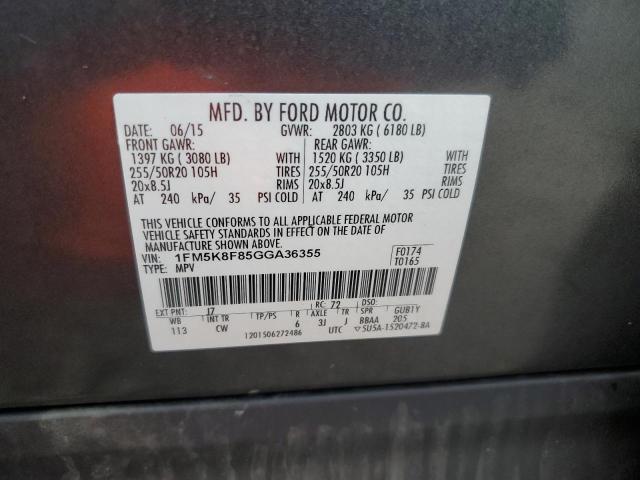 MFD. BY FORD MOTOR CO.
DATE: 06/15 GVWR: 2803 KG ( 6180 LB)
FRONT GAWR: REAR GAWR:
1397 KG ( 3080 LB) WITH 1520 KG ( 3350 LB) WITH
255/50R20 105H TIRES 255/50R20 105H TIRES
20x8.5J RIMS 20x8.5J RIMS
AT 240 kPa/ 35 PSI COLD AT 240 kPa/ 35 PSI COLD
THIS VEHICLE CONFORMS TO ALL APPLICABLE FEDERAL MOTOR
VEHICLE SAFETY STANDARDS IN EFFECT ON THE DATE OF
MANUFACTURE SHOWN ABOVE.
VIN: 1FM5K8F85GGA36355 F0174
TYPE: MPV T0165
EXT PNT: J7 RC: 72 DSO:
WB INT TR TP/PS R AXLE TR SPR GUB1Y
113 CW 6 3J J BBAA 205
1201506272486 UTC ▽5U5A-1520472-BA